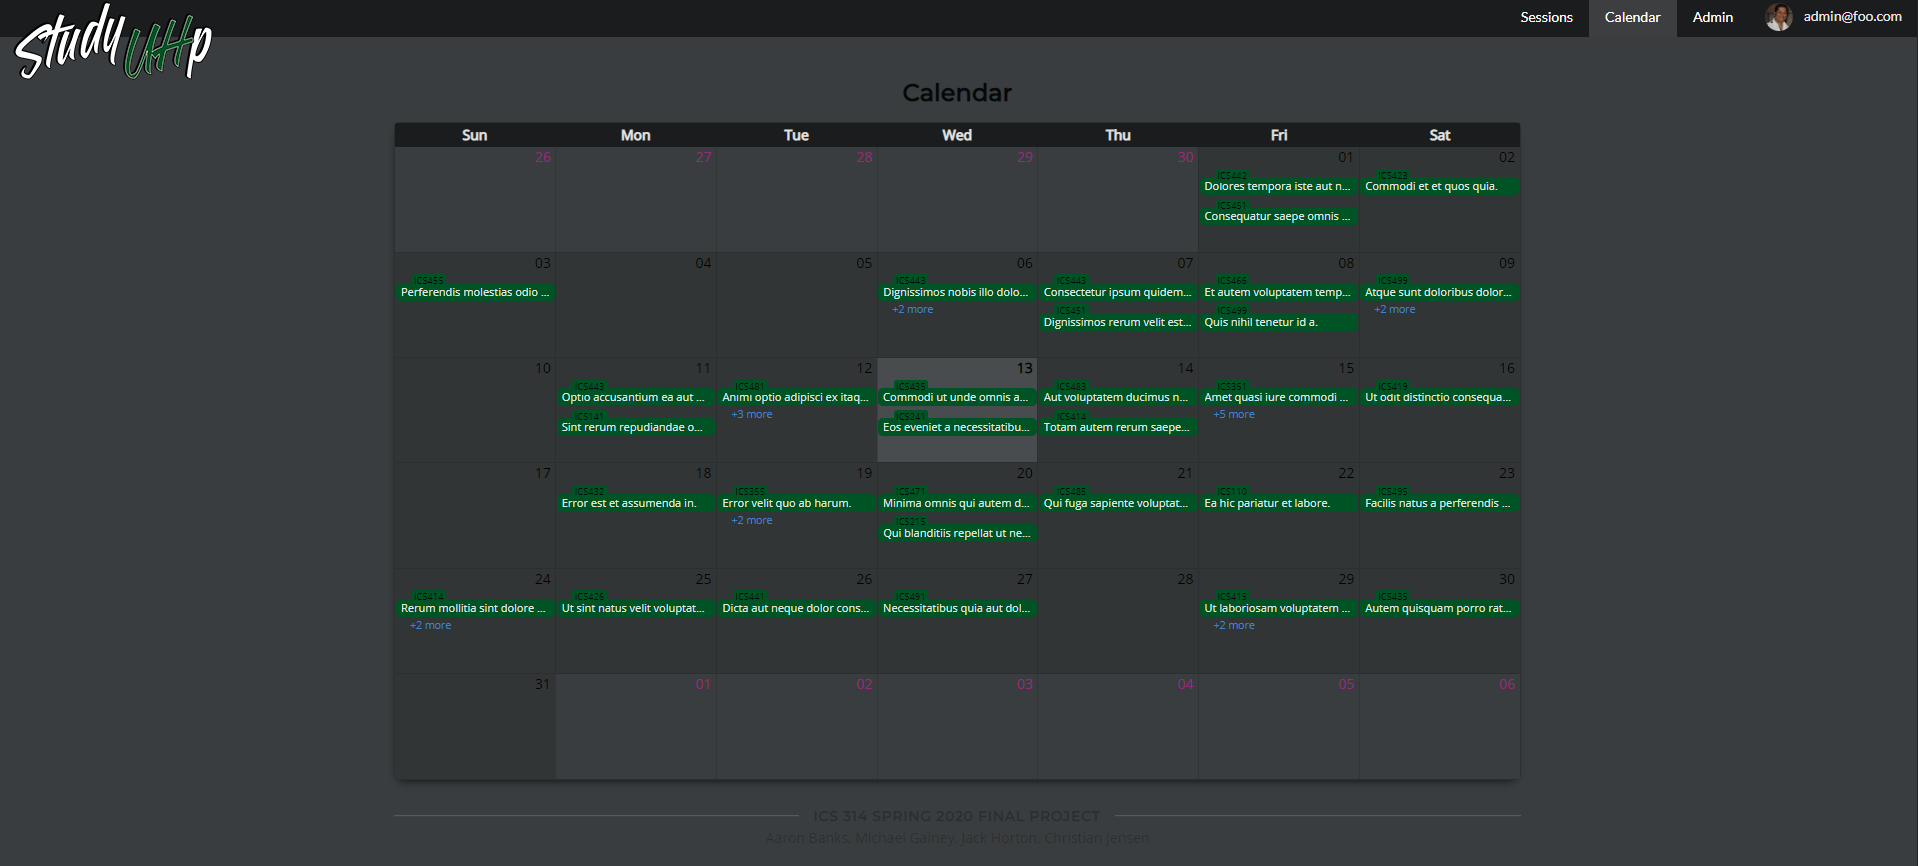 Study UHHp
Sessions Calendar Admin admin@foo.com
Calendar
Sun Mon Tue Wed Thu Fri Sat
26 27 28 29 30 01 02
ICS442 ICS423
Dolores tempora iste aut n... Commodi et et quos quia.
ICS451
Consequatur saepe omnis ...
03 04 05 06 07 08 09
ICS455 ICS443 ICS443 ICS466 ICS499
Perferendis molestias odio ... Dignissimos nobis illo dolo... Consectetur ipsum quidem... Et autem voluptatem temp... Atque sunt doloribus dolor...
+2 more ICS451 ICS499 +2 more
Dignissimos rerum velit est... Quis nihil tenetur id a.
10 11 12 13 14 15 16
ICS443 ICS481 ICS435 ICS483 ICS351 ICS419
Optio accusantium ea aut ... Animi optio adipisci ex itaq... Commodi ut unde omnis a... Aut voluptatem ducimus n... Amet quasi iure commodi ... Ut odit distinctio consequa...
ICS141 +3 more ICS241 ICS414 +5 more
Sint rerum repudiandae o... Eos eveniet a necessitatibu... Totam autem rerum saepe...
17 18 19 20 21 22 23
ICS432 ICS355 ICS471 ICS485 ICS110 ICS495
Error est et assumenda in. Error velit quo ab harum. Minima omnis qui autem d... Qui fuga sapiente voluptat... Ea hic pariatur et labore. Facilis natus a perferendis ...
+2 more ICS215
Qui blanditiis repellat ut ne...
24 25 26 27 28 29 30
ICS414 ICS426 ICS441 ICS491 ICS415 ICS435
Rerum mollitia sint dolore ... Ut sint natus velit voluptat... Dicta aut neque dolor cons... Necessitatibus quia aut dol... Ut laboriosam voluptatem ... Autem quisquam porro rat...
+2 more +2 more
31 01 02 03 04 05 06
ICS 314 SPRING 2020 FINAL PROJECT
Aaron Banks, Michael Gainey, Jack Horton, Christian Jensen